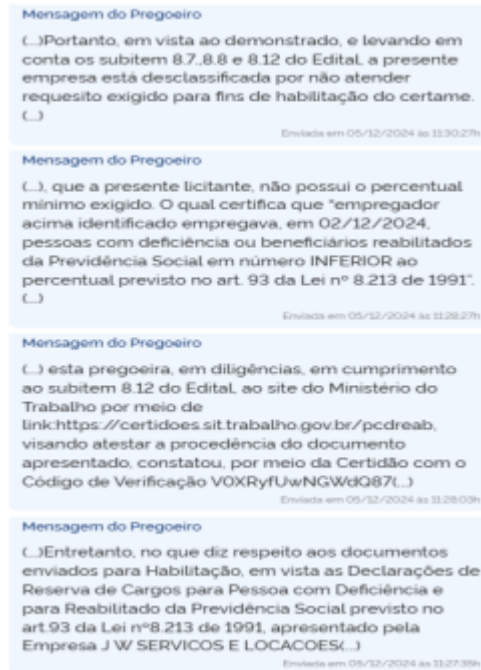 Mensagem do Pregoeiro
(...)Portanto, em vista ao demonstrado, e levando em
conta os subitem 8.7.,8.8 e 8.12 do Edital, a presente
empresa está desclassificada por não atender
requesito exigido para fins de habilitação do certame.
(...)
Enviada em 05/12/2024 às 11:30:27h
Mensagem do Pregoeiro
(...), que a presente licitante, não possui o percentual
mínimo exigido. O qual certifica que "empregador
acima identificado empregava, em 02/12/2024,
pessoas com deficiência ou beneficiários reabilitados
da Previdência Social em número INFERIOR ao
percentual previsto no art. 93 da Lei nº 8.213 de 1991".
(...)
Enviada em 05/12/2024 às 11:28:27h
Mensagem do Pregoeiro
(...) esta pregoeira, em diligências, em cumprimento
ao subitem 8.12 do Edital, ao site do Ministério do
Trabalho por meio de
link:https://certidoes.sit.trabalho.gov.br/pcdreab,
visando atestar a procedência do documento
apresentado, constatou, por meio da Certidão com o
Código de Verificação V0XRyfUwNGWdQ87(...)
Enviada em 05/12/2024 às 11:28:03h
Mensagem do Pregoeiro
(...)Entretanto, no que diz respeito aos documentos
enviados para Habilitação, em vista as Declarações de
Reserva de Cargos para Pessoa com Deficiência e
para Reabilitado da Previdência Social previsto no
art.93 da Lei nº8.213 de 1991, apresentado pela
Empresa J W SERVICOS E LOCACOES(...)
Enviada em 05/12/2024 às 11:27:39h